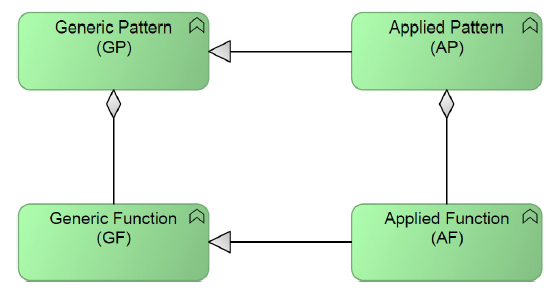 Generic Pattern
(GP)
Applied Pattern
(AP)
Generic Function
(GF)
Applied Function
(AF)